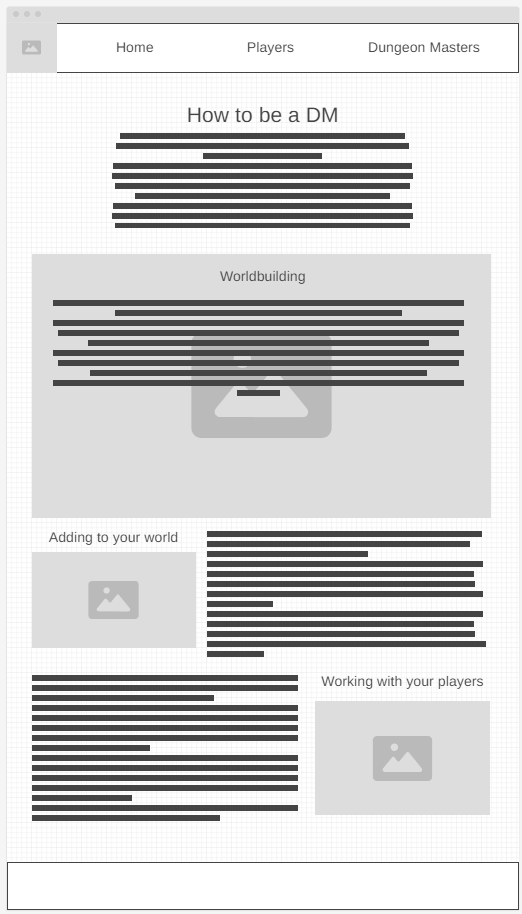 Home
Players
Dungeon Masters
How to be a DM
Worldbuilding
Adding to your world
Working with your players